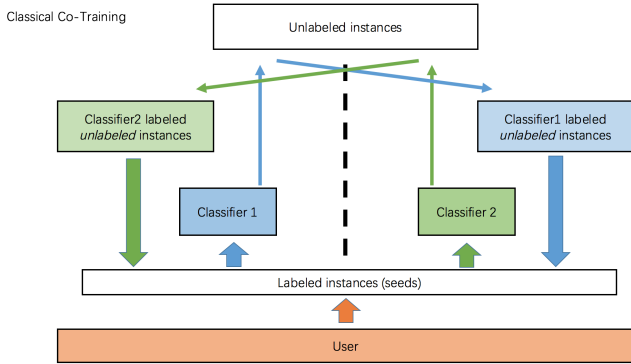 Classical Co-Training
Unlabeled instances
Classifier2 labeled
unlabeled instances
Classifier1 labeled
unlabeled instances
Classifier 1
Classifier 2
Labeled instances (seeds)
User